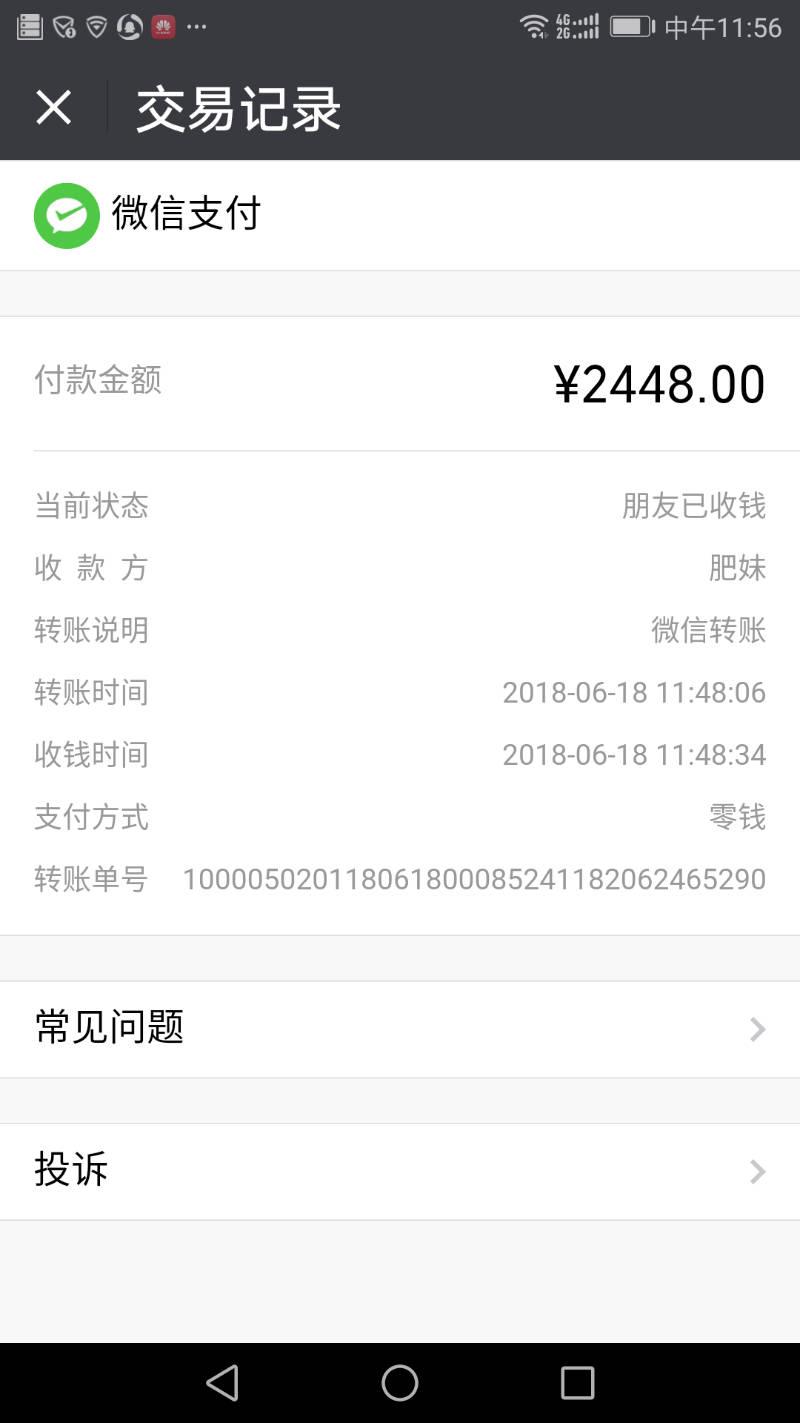 4G
2G
中午11:56
交易记录
微信支付
付款金额 ¥2448.00
当前状态 朋友已收钱
收款方 肥妹
转账说明 微信转账
转账时间 2018-06-18 11:48:06
收钱时间 2018-06-18 11:48:34
支付方式 零钱
转账单号 1000050201180618000852411820624​65290
常见问题
投诉